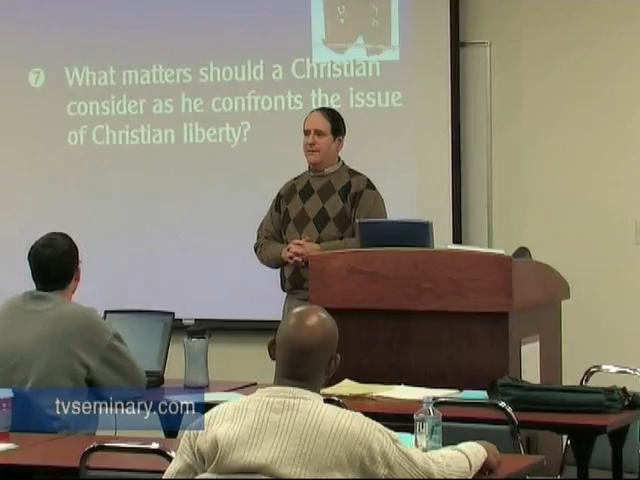 7 What matters should a Christian
consider as he confronts the issue
of Christian liberty?
tvseminary.com